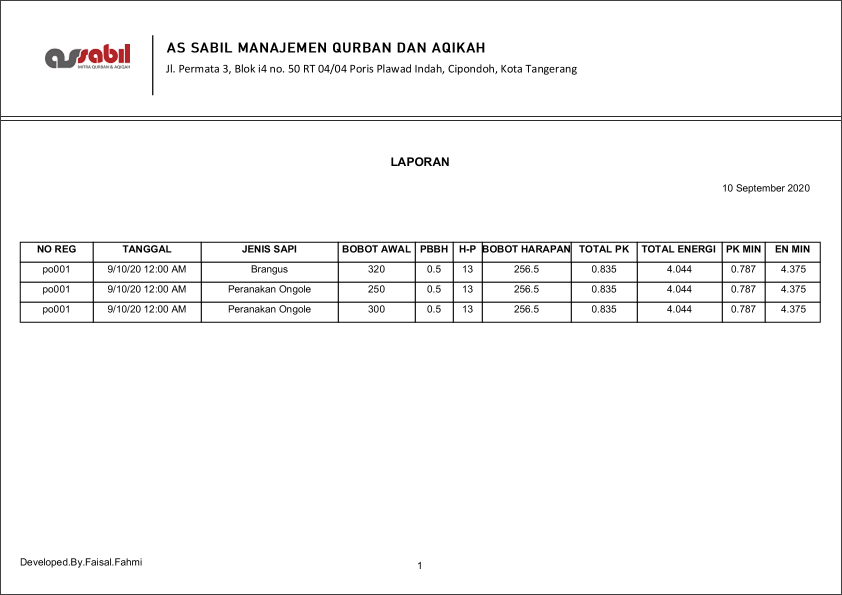 assabil
MITRA QURBAN & AQIQAH
AS SABIL MANAJEMEN QURBAN DAN AQIKAH
Jl. Permata 3, Blok i4 no. 50 RT 04/04 Poris Plawad Indah, Cipondoh, Kota Tangerang
LAPORAN
10 September 2020
NO REG TANGGAL JENIS SAPI BOBOT AWAL PBBH H-P BOBOT HARAPAN TOTAL PK TOTAL ENERGI PK MIN EN MIN
po001 9/10/20 12:00 AM Brangus 320 0.5 13 256.5 0.835 4.044 0.787 4.375
po001 9/10/20 12:00 AM Peranakan Ongole 250 0.5 13 256.5 0.835 4.044 0.787 4.375
po001 9/10/20 12:00 AM Peranakan Ongole 300 0.5 13 256.5 0.835 4.044 0.787 4.375
Developed.By.Faisal.Fahmi
1